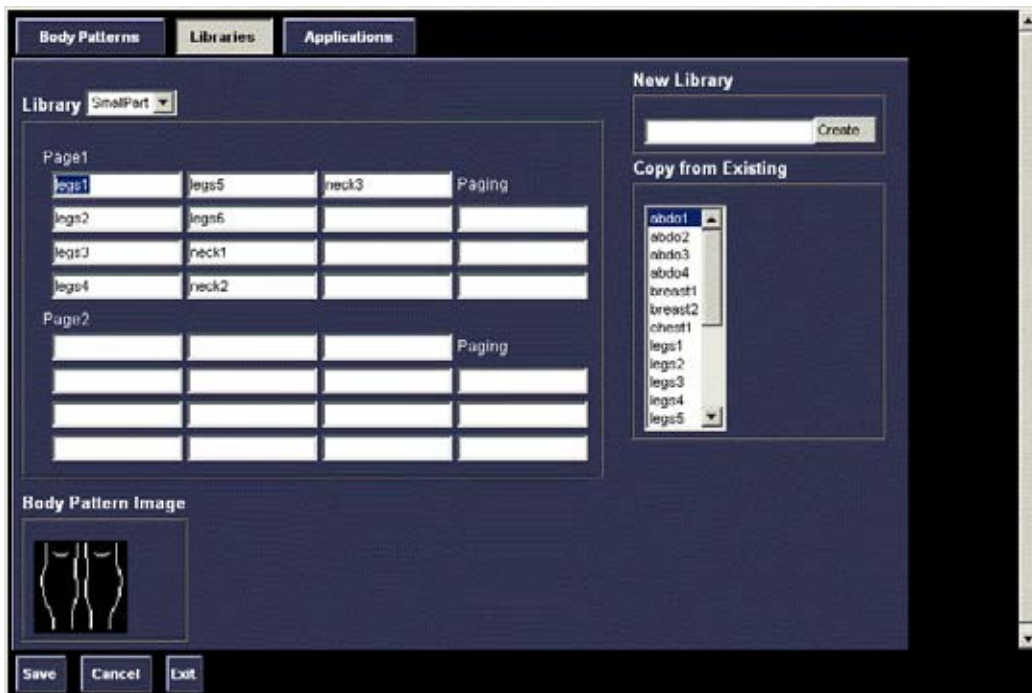 Body Patterns Libraries Applications
New Library
Library SmallPart
Create
Page1
Copy from Existing
legs1 legs5 neck3 Paging
legs2 legs6
legs3 neck1
legs4 neck2
Page2
Paging
abdo1
abdo2
abdo3
abdo4
breast1
breast2
chest1
legs1
legs2
legs3
legs4
legs5
Body Pattern Image
Save Cancel Exit